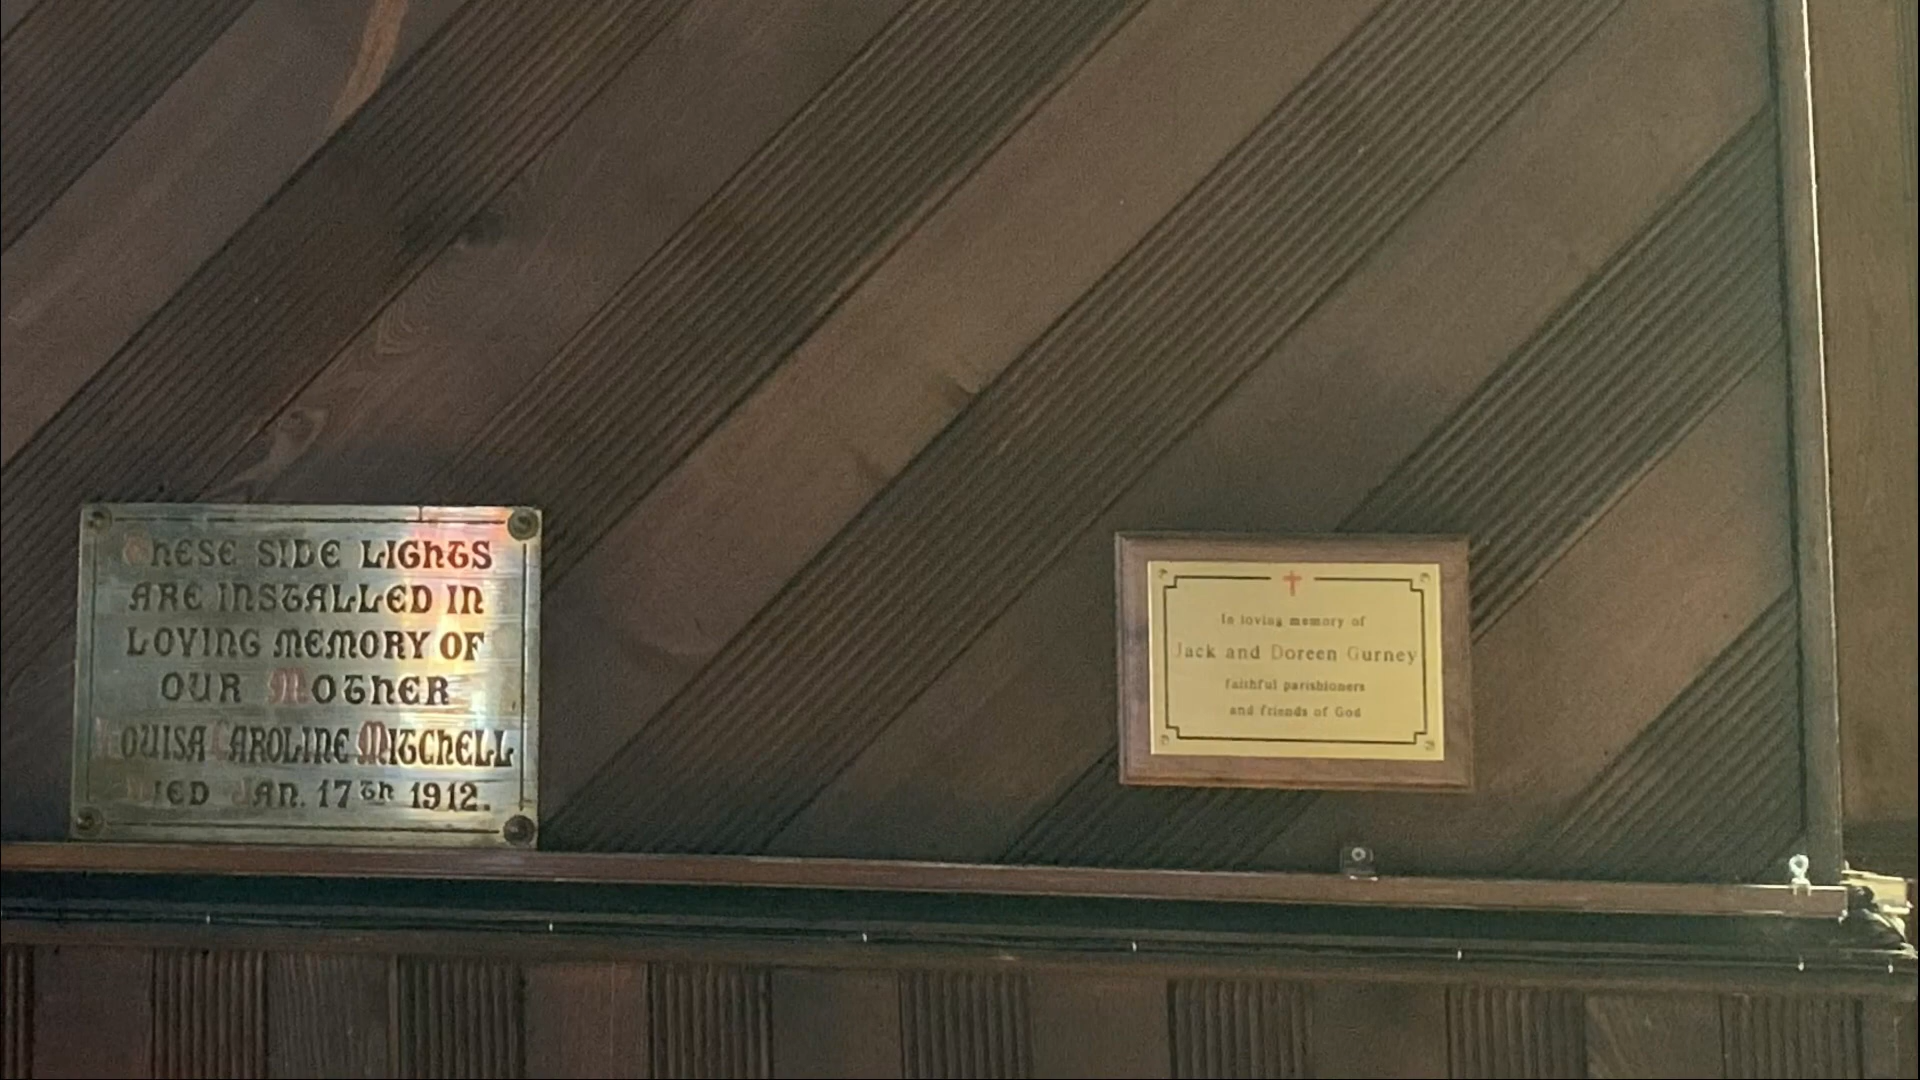 THESE SIDE LIGHTS
ARE INSTALLED IN
LOVING MEMORY OF
OUR MOTHER
LOUISA CAROLINE MITCHELL
DIED JAN. 17TH 1912.
In loving memory of
Jack and Doreen Gurney
faithful parishioners
and friends of God